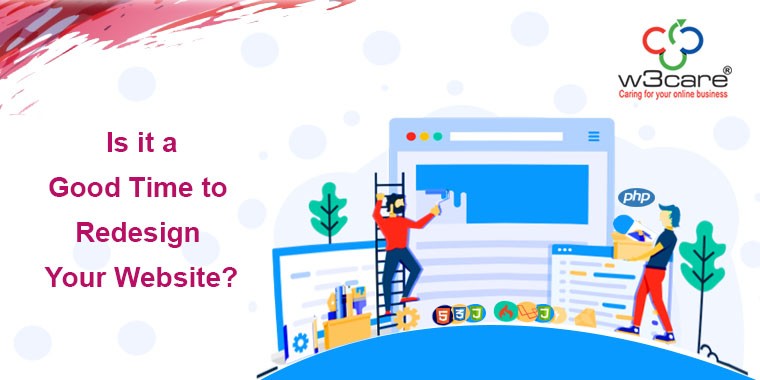 w3care®
Caring for your online business
Is it a
Good Time to
Redesign
Your Website?
php